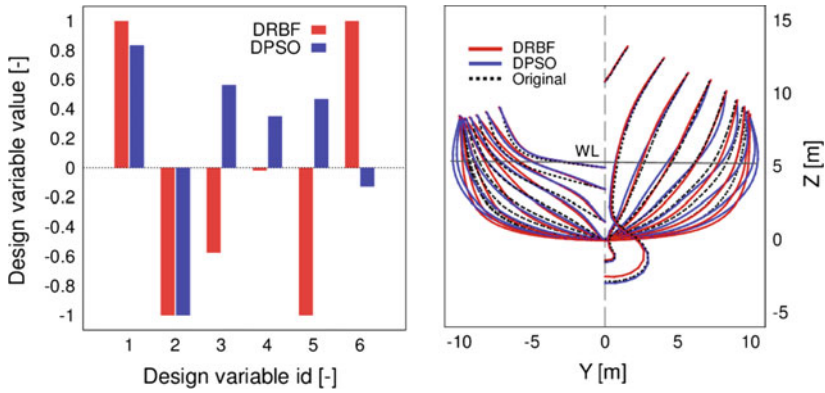 Design variable value [-]
1
0.8
0.6
0.4
0.2
0
-0.2
-0.4
-0.6
-0.8
-1
DRBF
DPSO
1 2 3 4 5 6
Design variable id [-]
DRBF
DPSO
Original
WL
15
10
5
0
-5
Z [m]
-10 -5 0 5 10
Y [m]